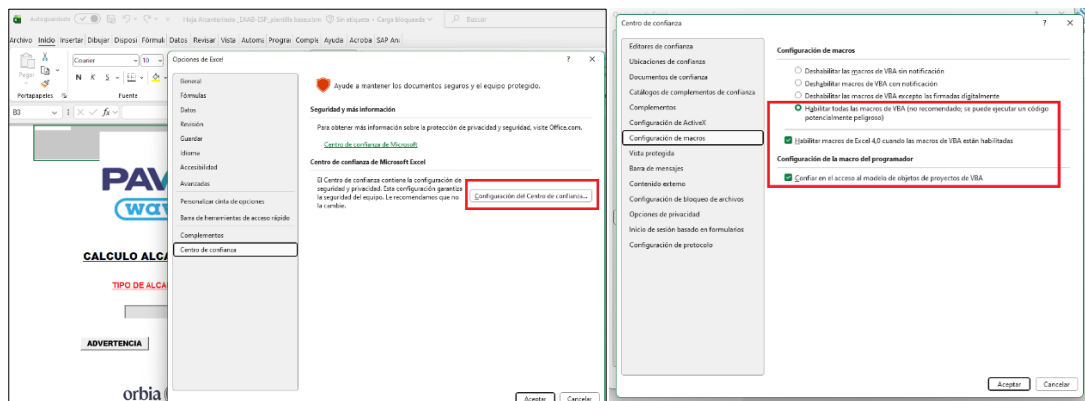 Autoguardado
Hoja Alcantarillado _EAAB-ESP_plantilla base.xlsm
Sin etiqueta • Carga bloqueada
Buscar
Archivo Inicio Insertar Dibujar Disposi Fórmul Datos Revisar Vista Autom Prograr Comple Ayuda Acroba SAP An
Pegar
Portapapeles
Courier
10
N K S
Fuente
B3
fx
PAV
wav
CALCULO ALCA
TIPO DE ALCA
ADVERTENCIA
orbia
Opciones de Excel
? ×
General
Fórmulas
Datos
Revisión
Guardar
Idioma
Accesibilidad
Avanzadas
Personalizar cinta de opciones
Barra de herramientas de acceso rápido
Complementos
Centro de confianza
Ayude a mantener los documentos seguros y el equipo protegido.
Seguridad y más información
Para obtener más información sobre la protección de privacidad y seguridad, visite Office.com.
Centro de confianza de Microsoft
Centro de confianza de Microsoft Excel
El Centro de confianza contiene la configuración de
seguridad y privacidad. Esta configuración garantiza
la seguridad del equipo. Le recomendamos que no
la cambie.
Configuración del Centro de confianza...
Aceptar
Cancelar
Centro de confianza
? ×
Editores de confianza
Ubicaciones de confianza
Documentos de confianza
Catálogos de complementos de confianza
Complementos
Configuración de ActiveX
Configuración de macros
Vista protegida
Barra de mensajes
Contenido externo
Configuración de bloqueo de archivos
Opciones de privacidad
Inicio de sesión basado en formularios
Configuración de protocolo
Configuración de macros
Deshabilitar las macros de VBA sin notificación
Deshabilitar macros de VBA con notificación
Deshabilitar las macros de VBA excepto las firmadas digitalmente
Habilitar todas las macros de VBA (no recomendado; se puede ejecutar un código
potencialmente peligroso)
Habilitar macros de Excel 4,0 cuando las macros de VBA están habilitadas
Configuración de la macro del programador
Confiar en el acceso al modelo de objetos de proyectos de VBA
Aceptar
Cancelar